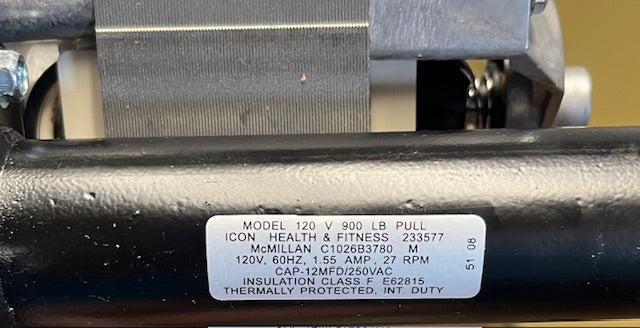 MODEL 120 V 900 LB PULL
ICON HEALTH & FITNESS 233577
McMILLAN C1026B3780 M
120V, 60HZ, 1.55 AMP, 27 RPM
CAP-12MFD/250VAC
INSULATION CLASS F E62815
THERMALLY PROTECTED, INT. DUTY
51 08